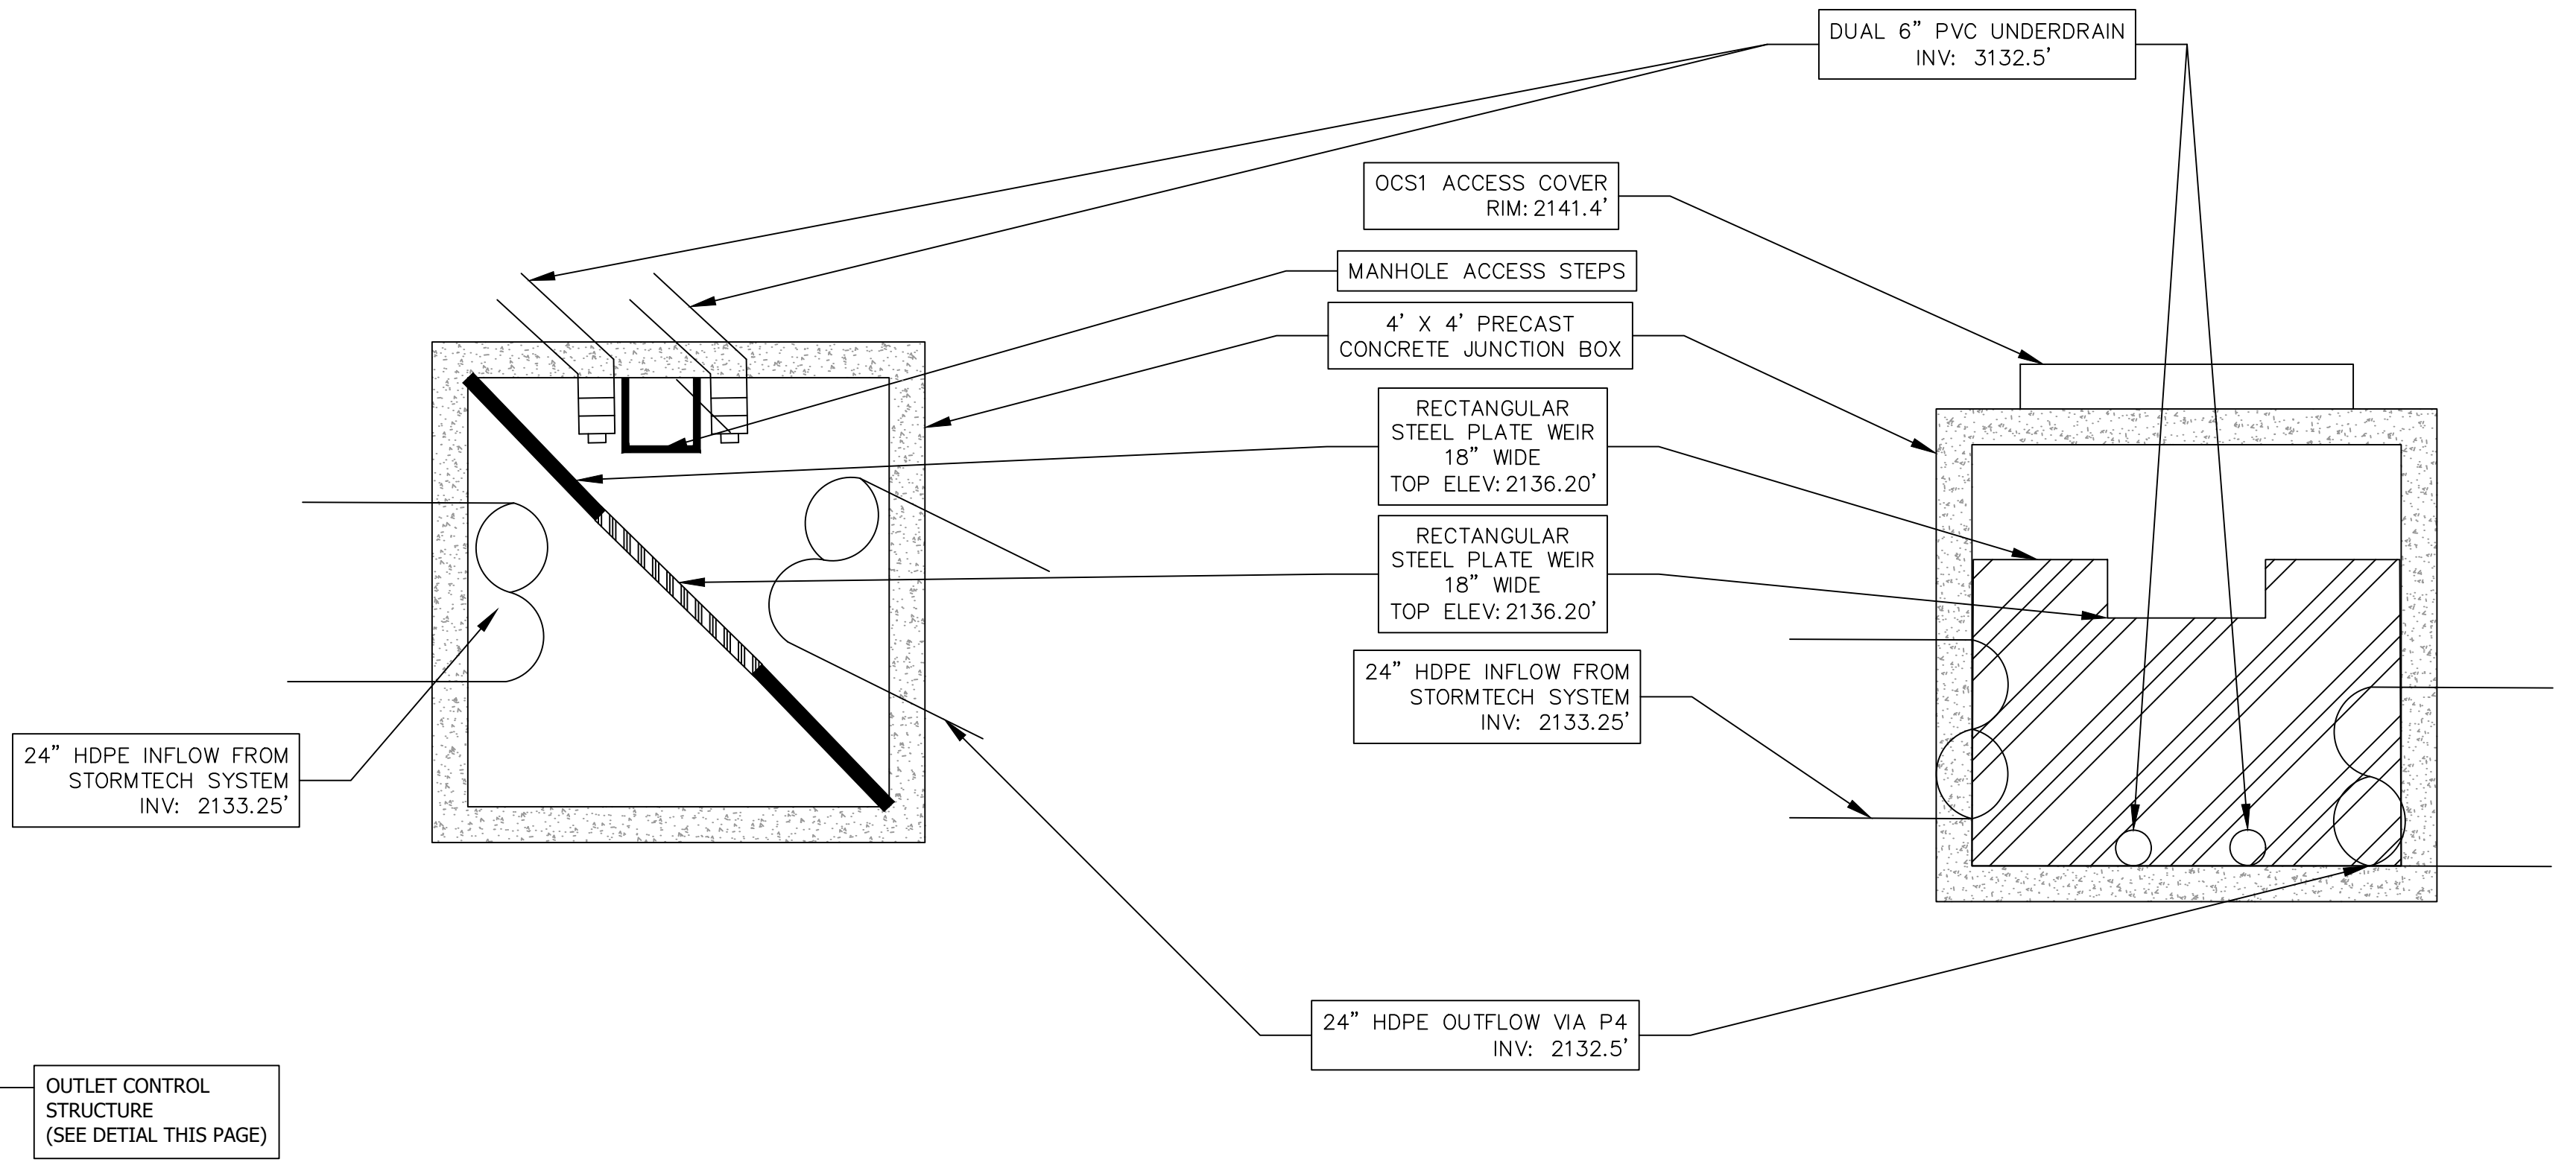 DUAL 6” PVC UNDERDRAIN
INV: 3132.5’
OCS1 ACCESS COVER
RIM: 2141.4’
MANHOLE ACCESS STEPS
4’ X 4’ PRECAST
CONCRETE JUNCTION BOX
RECTANGULAR
STEEL PLATE WEIR
18” WIDE
TOP ELEV: 2136.20’
RECTANGULAR
STEEL PLATE WEIR
18” WIDE
TOP ELEV: 2136.20’
24” HDPE INFLOW FROM
STORMTECH SYSTEM
INV: 2133.25’
24” HDPE INFLOW FROM
STORMTECH SYSTEM
INV: 2133.25’
24” HDPE OUTFLOW VIA P4
INV: 2132.5’
OUTLET CONTROL
STRUCTURE
(SEE DETIAL THIS PAGE)